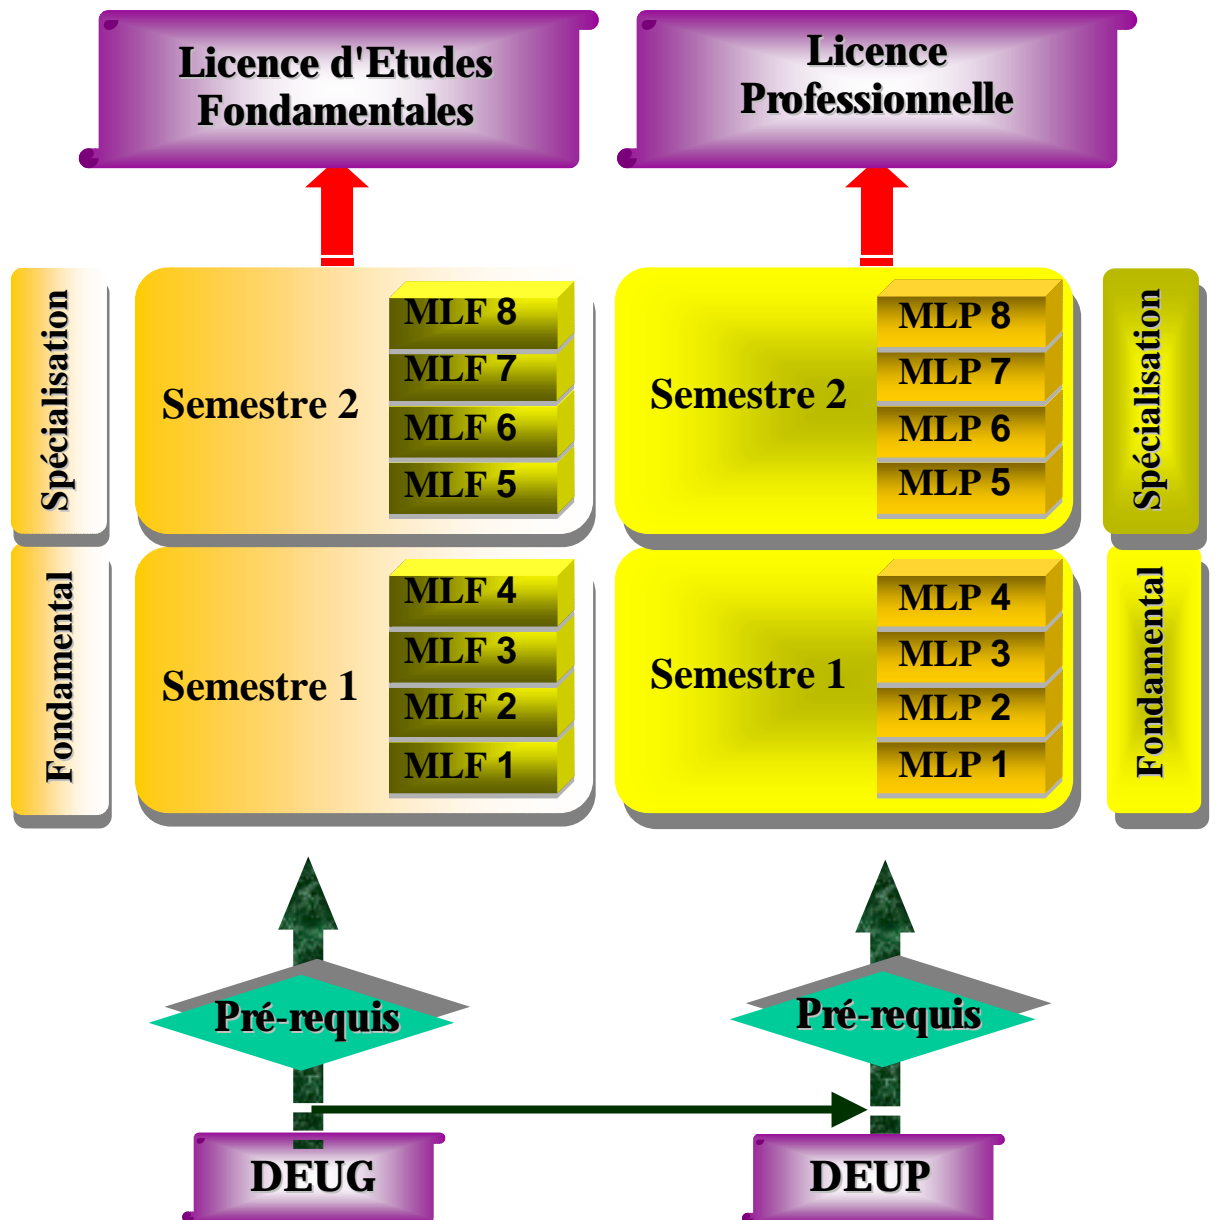 Licence d'Etudes
Fondamentales
Licence
Professionnelle
Spécialisation
Semestre 2
MLF 8
MLF 7
MLF 6
MLF 5
Semestre 2
MLP 8
MLP 7
MLP 6
MLP 5
Spécialisation
Fondamental
Semestre 1
MLF 4
MLF 3
MLF 2
MLF 1
Semestre 1
MLP 4
MLP 3
MLP 2
MLP 1
Fondamental
Pré-requis
Pré-requis
DEUG
DEUP